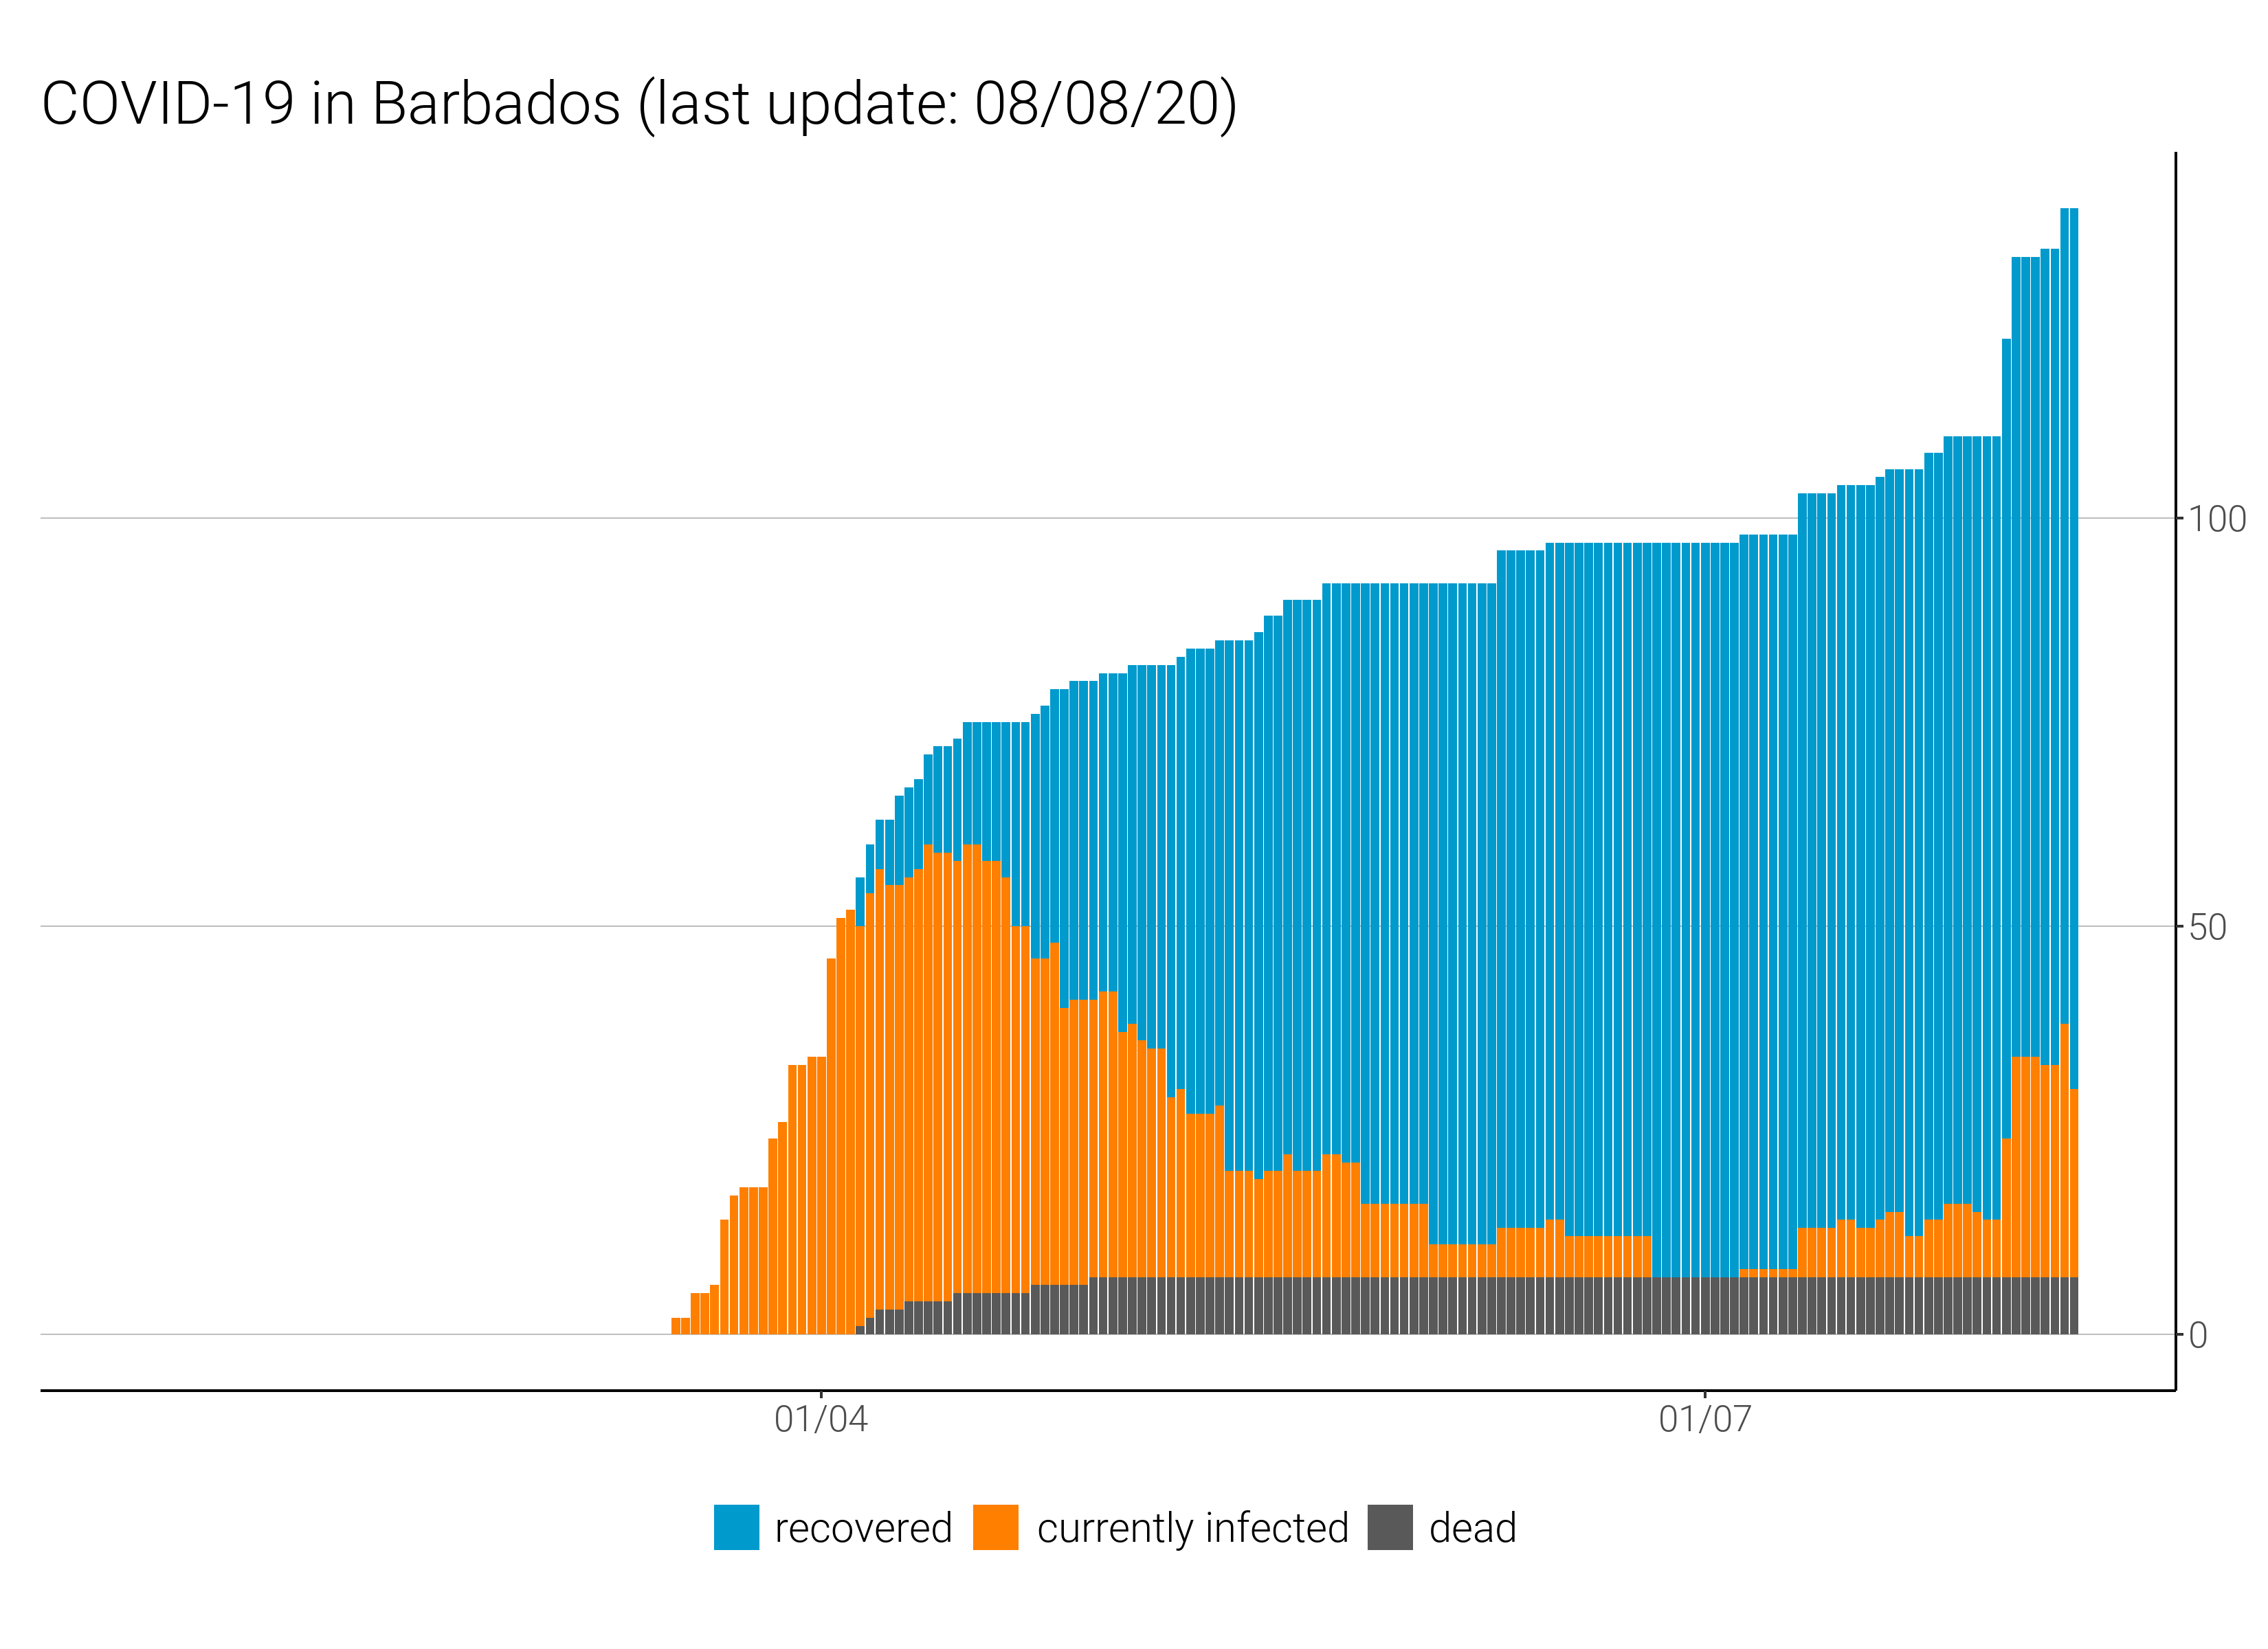 COVID-19 in Barbados (last update: 08/08/20)
100
50
0
01/04 01/07
recovered currently infected dead